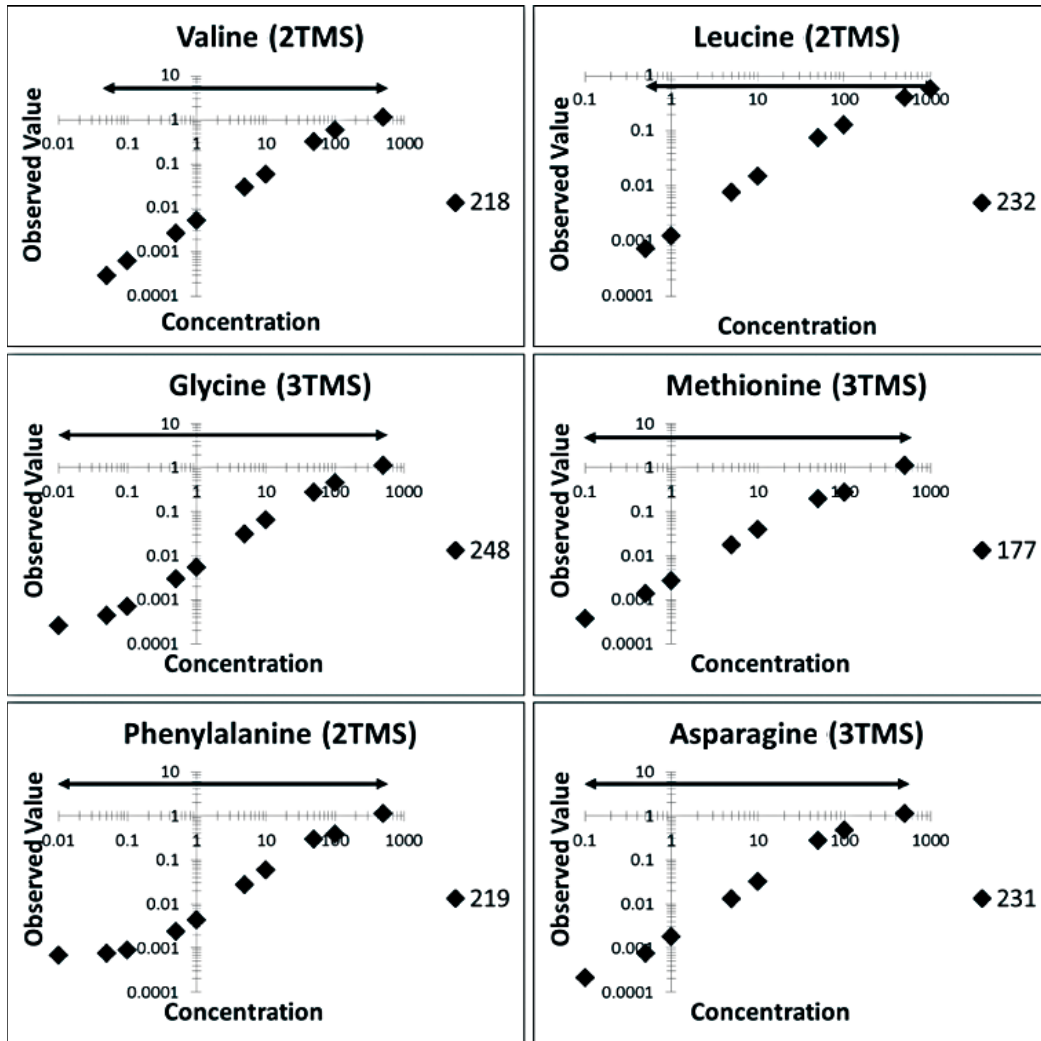 Valine (2TMS)
Observed Value
10
1
0.01 0.1 1 10 100 1000
0.1
0.01
0.001
0.0001
218
Concentration
Leucine (2TMS)
Observed Value
1
0.1 1 10 100 1000
0.1
0.01
0.001
0.0001
232
Concentration
Glycine (3TMS)
Observed Value
10
1
0.01 0.1 1 10 100 1000
0.1
0.01
0.001
0.0001
248
Concentration
Methionine (3TMS)
Observed Value
10
1
0.1 1 10 100 1000
0.1
0.01
0.001
0.0001
177
Concentration
Phenylalanine (2TMS)
Observed Value
10
1
0.01 0.1 1 10 100 1000
0.1
0.01
0.001
0.0001
219
Concentration
Asparagine (3TMS)
Observed Value
10
1
0.1 1 10 100 1000
0.1
0.01
0.001
0.0001
231
Concentration